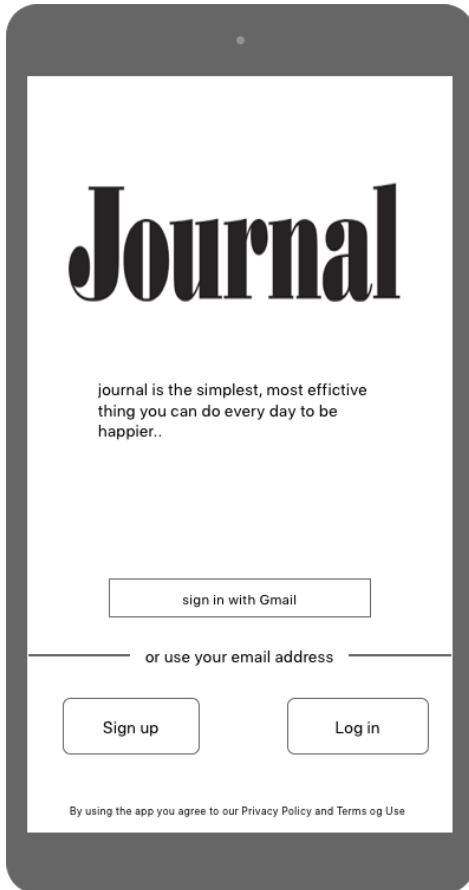 Journal
journal is the simplest, most effictive
thing you can do every day to be
happier..
sign in with Gmail
or use your email address
Sign up
Log in
By using the app you agree to our Privacy Policy and Terms og Use